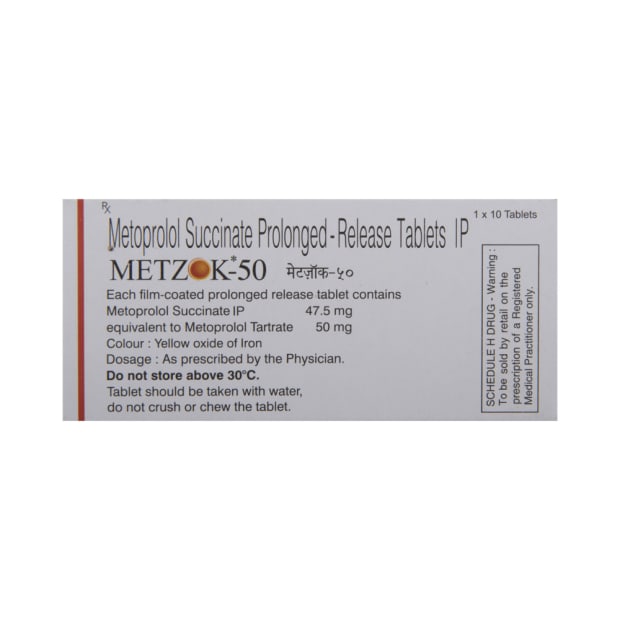 Rx
Metoprolol Succinate Prolonged-Release Tablets IP
1 x 10 Tablets
METZOK*-50 मेटज़ॉक-५०
Each film-coated prolonged release tablet contains
Metoprolol Succinate IP 47.5 mg
equivalent to Metoprolol Tartrate 50 mg
Colour : Yellow oxide of Iron
Dosage : As prescribed by the Physician.
Do not store above 30°C.
Tablet should be taken with water,
do not crush or chew the tablet.
SCHEDULE H DRUG - Warning :
To be sold by retail on the
prescription of a Registered
Medical Practitioner only.